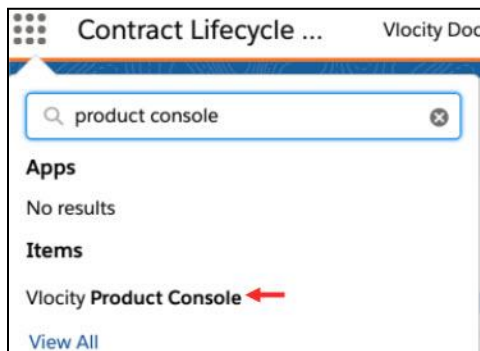 Contract Lifecycle ... Vlocity Doc
product console
Apps
No results
Items
Vlocity Product Console
View All